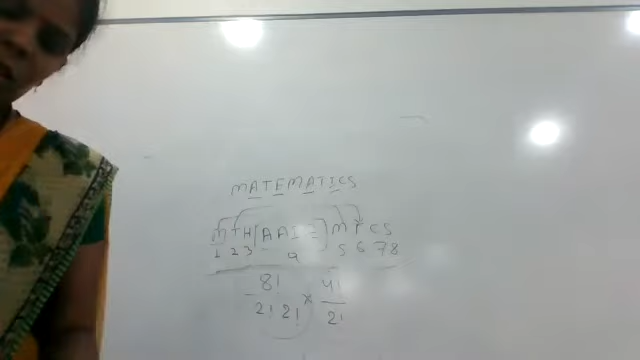 MATEMATICS
MTH[AAIE]MTCS
1 2 3 4 5 6 7 8
8! / 2! 2! × 4! / 2!